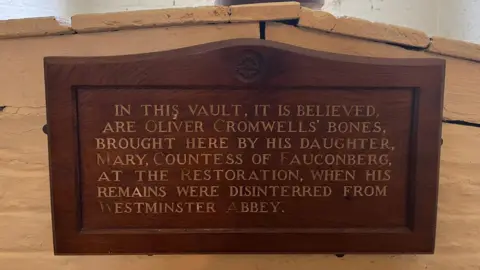 IN THIS VAULT, IT IS BELIEVED,
ARE OLIVER CROMWELLS' BONES,
BROUGHT HERE BY HIS DAUGHTER,
MARY, COUNTESS OF FAUCONBERG,
AT THE RESTORATION, WHEN HIS
REMAINS WERE DISINTERRED FROM
WESTMINSTER ABBEY.